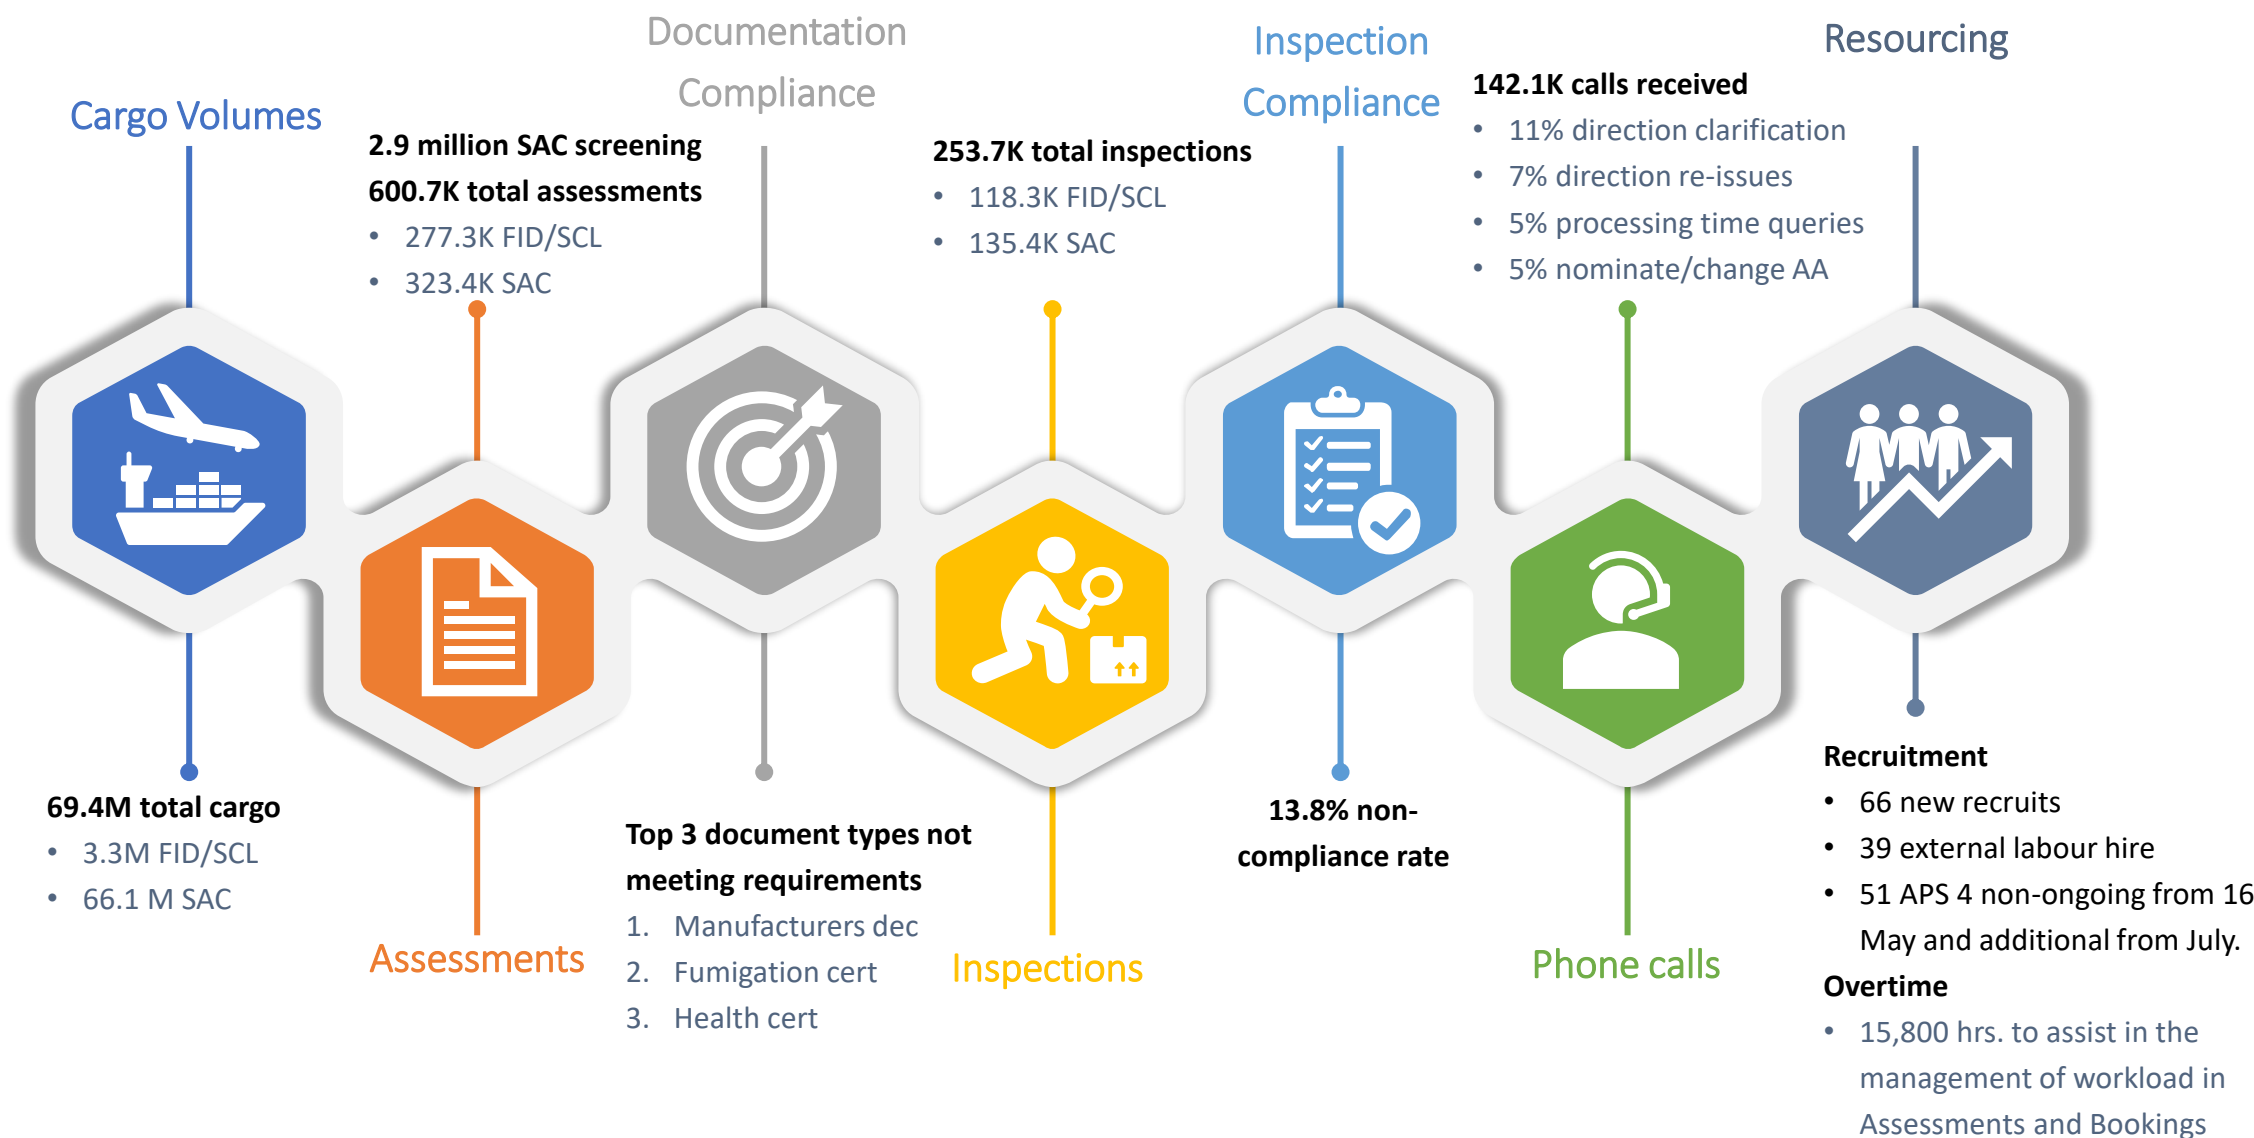 Cargo Volumes
69.4M total cargo
• 3.3M FID/SCL
• 66.1 M SAC
2.9 million SAC screening
600.7K total assessments
• 277.3K FID/SCL
• 323.4K SAC
Assessments
Documentation
Compliance
Top 3 document types not
meeting requirements
1. Manufacturers dec
2. Fumigation cert
3. Health cert
253.7K total inspections
• 118.3K FID/SCL
• 135.4K SAC
Inspections
Inspection
Compliance
13.8% non-
compliance rate
142.1K calls received
• 11% direction clarification
• 7% direction re-issues
• 5% processing time queries
• 5% nominate/change AA
Phone calls
Resourcing
Recruitment
• 66 new recruits
• 39 external labour hire
• 51 APS 4 non-ongoing from 16
May and additional from July.
Overtime
• 15,800 hrs. to assist in the
management of workload in
Assessments and Bookings